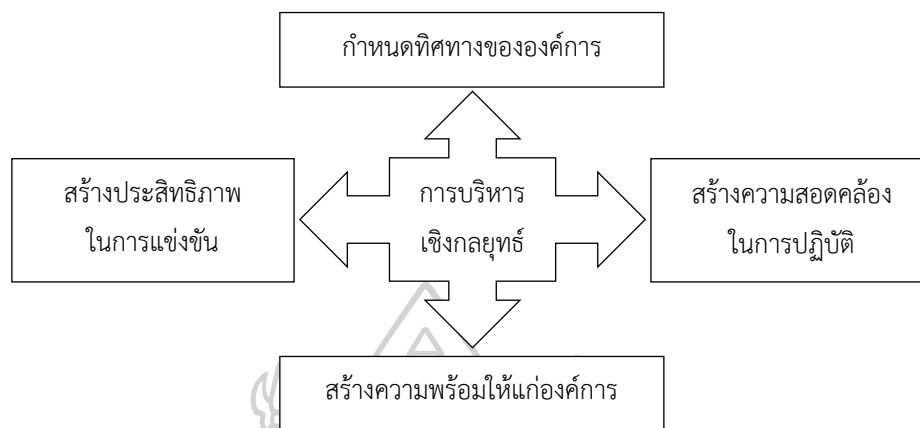 กำหนดทิศทางขององค์การ
สร้างประสิทธิภาพ
ในการแข่งขัน
การบริหาร
เชิงกลยุทธ์
สร้างความสอดคล้อง
ในการปฏิบัติ
สร้างความพร้อมให้แก่องค์การ